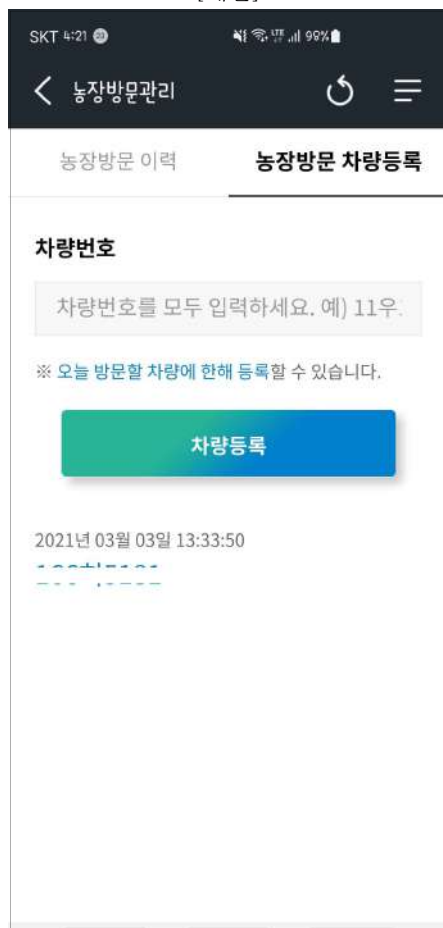 SKT 4:21
98%
농장방문관리
농장방문 이력 농장방문 차량등록
차량번호
차량번호를 모두 입력하세요. 예) 11우.
※ 오늘 방문할 차량에 한해 등록할 수 있습니다.
차량등록
2021년 03월 03일 13:33:50